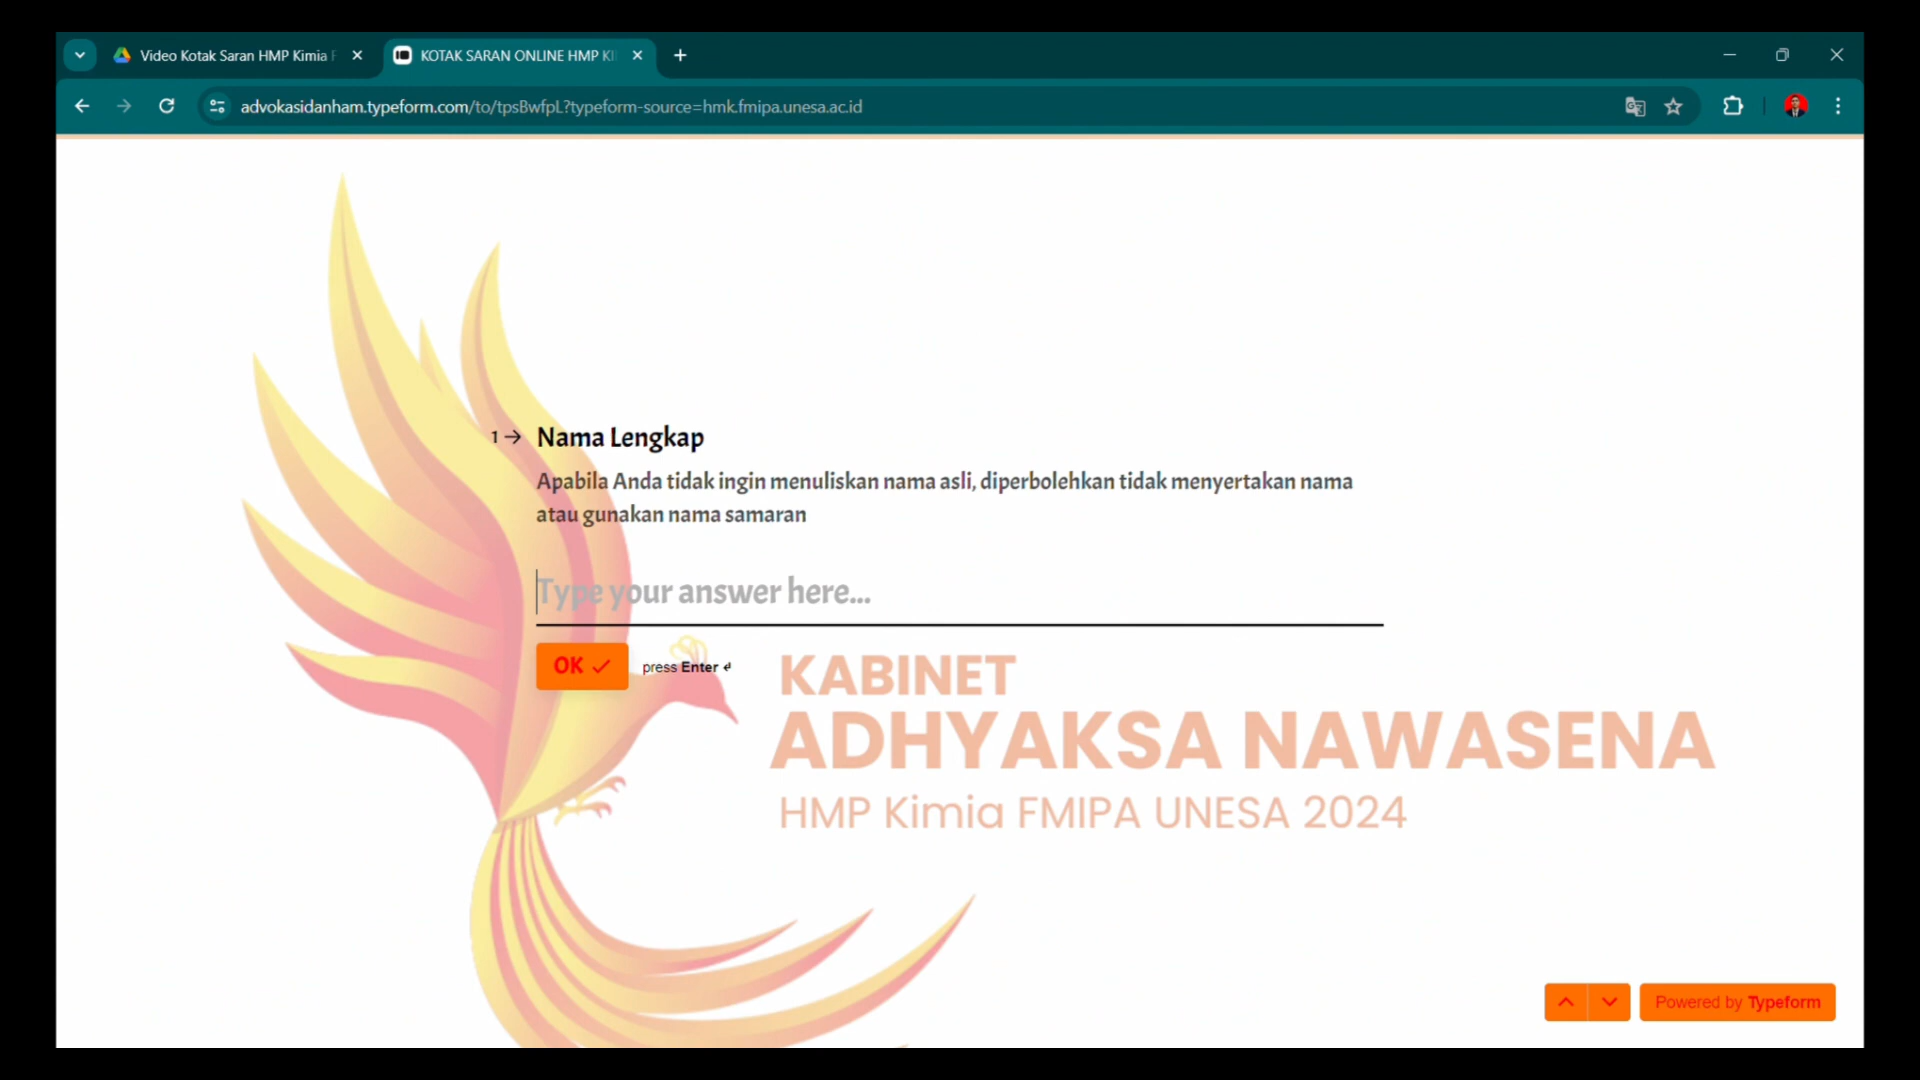 Video Kotak Saran HMP Kimia F
KOTAK SARAN ONLINE HMP KI
advokasidanham.typeform.com/to/tpsBwfpL?typeform-source=hmk.fmipa.unesa.ac.id
1 → Nama Lengkap
Apabila Anda tidak ingin menuliskan nama asli, diperbolehkan tidak menyertakan nama
atau gunakan nama samaran
Type your answer here...
OK ✓ press Enter ↵
KABINET
ADHYAKSA NAWASENA
HMP Kimia FMIPA UNESA 2024
Powered by Typeform